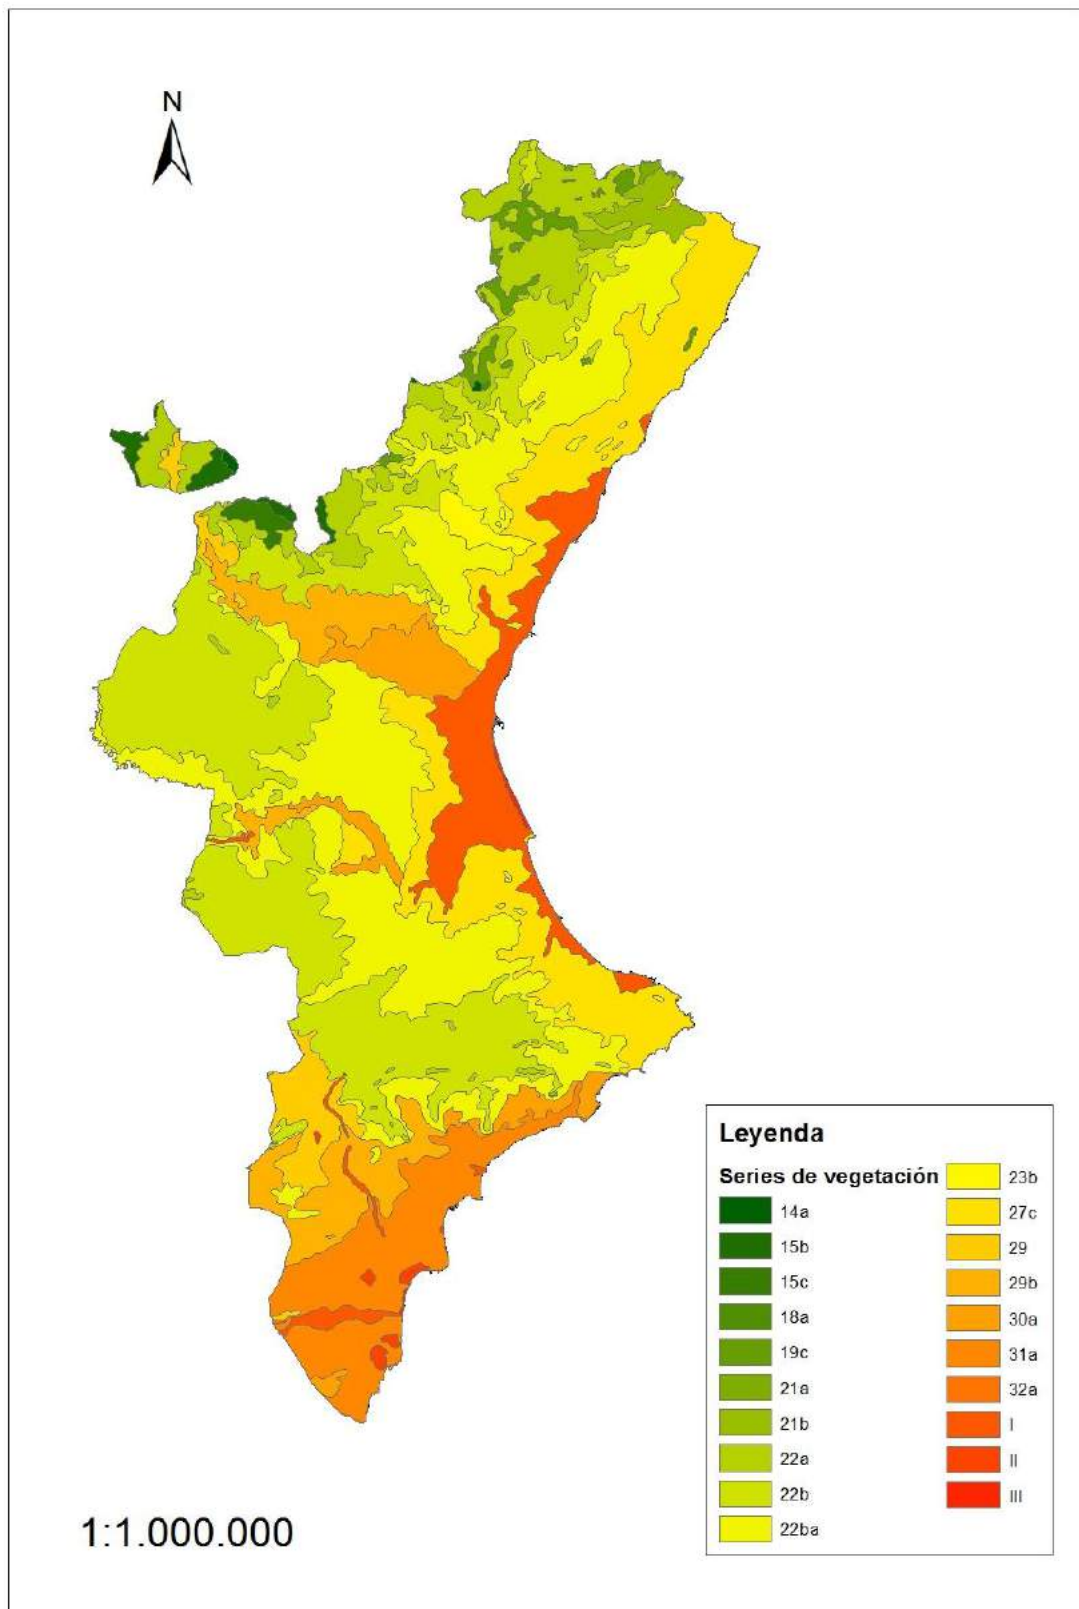 N
Leyenda
Series de vegetación
14a
15b
15c
18a
19c
21a
21b
22a
22b
22ba
23b
27c
29
29b
30a
31a
32a
I
II
III
1:1.000.000